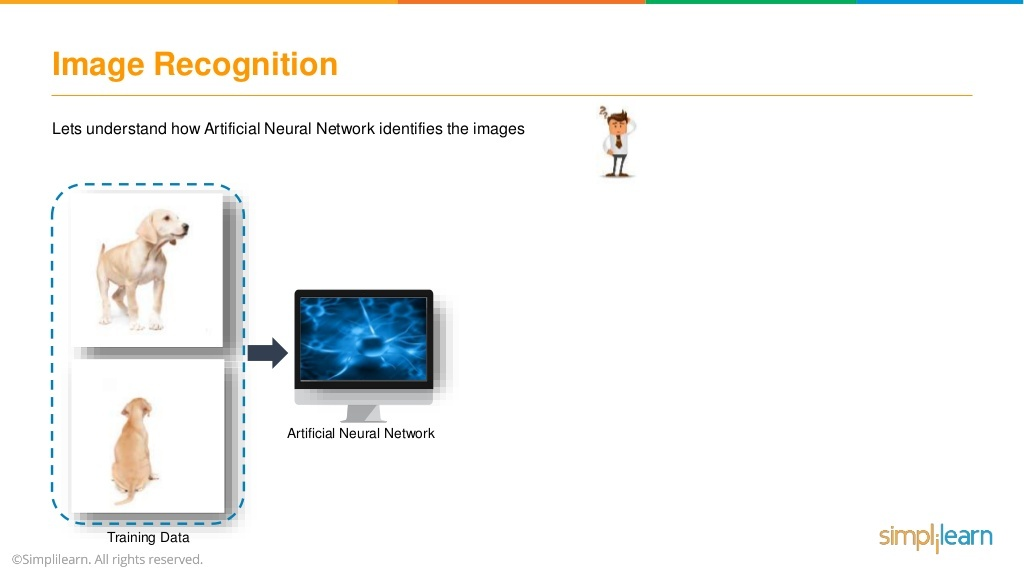 Image Recognition
Lets understand how Artificial Neural Network identifies the images
??
Artificial Neural Network
Training Data
simplilearn
©Simplilearn. All rights reserved.